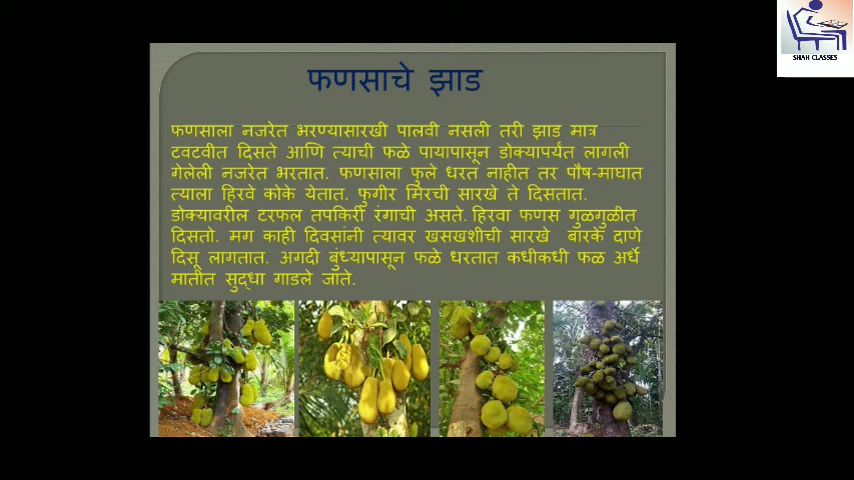 SHAH CLASSES
फणसाचे झाड
फणसाला नजरेत भरण्यासारखी पालवी नसली तरी झाड मात्र
टवटवीत दिसते आणि त्याची फळे पायापासून डोक्यापर्यंत लागली
गेलेली नजरेत भरतात. फणसाला फुले धरत नाहीत तर पौष-माघात
त्याला हिरवे कोके येतात. फुगीर मिरची सारखे ते दिसतात.
डोक्यावरील टरफल तपकिरी रंगाची असते. हिरवा फणस गुळगुळीत
दिसतो. मग काही दिवसांनी त्यावर खसखशीची सारखे बारके दाणे
दिसू लागतात. अगदी बुंध्यापासून फळे धरतात कधीकधी फळ अर्धे
मातीत सुद्धा गाडले जाते.